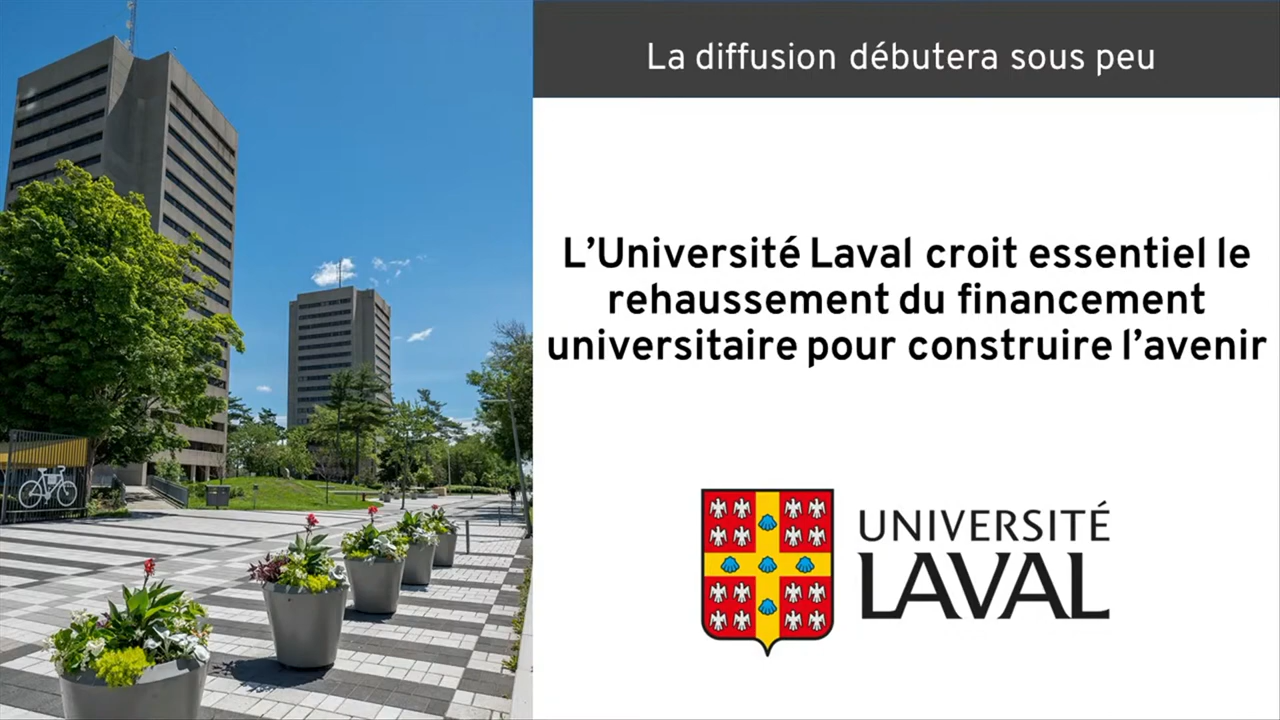 La diffusion débutera sous peu
L’Université Laval croit essentiel le
rehaussement du financement
universitaire pour construire l’avenir
UNIVERSITÉ
LAVAL